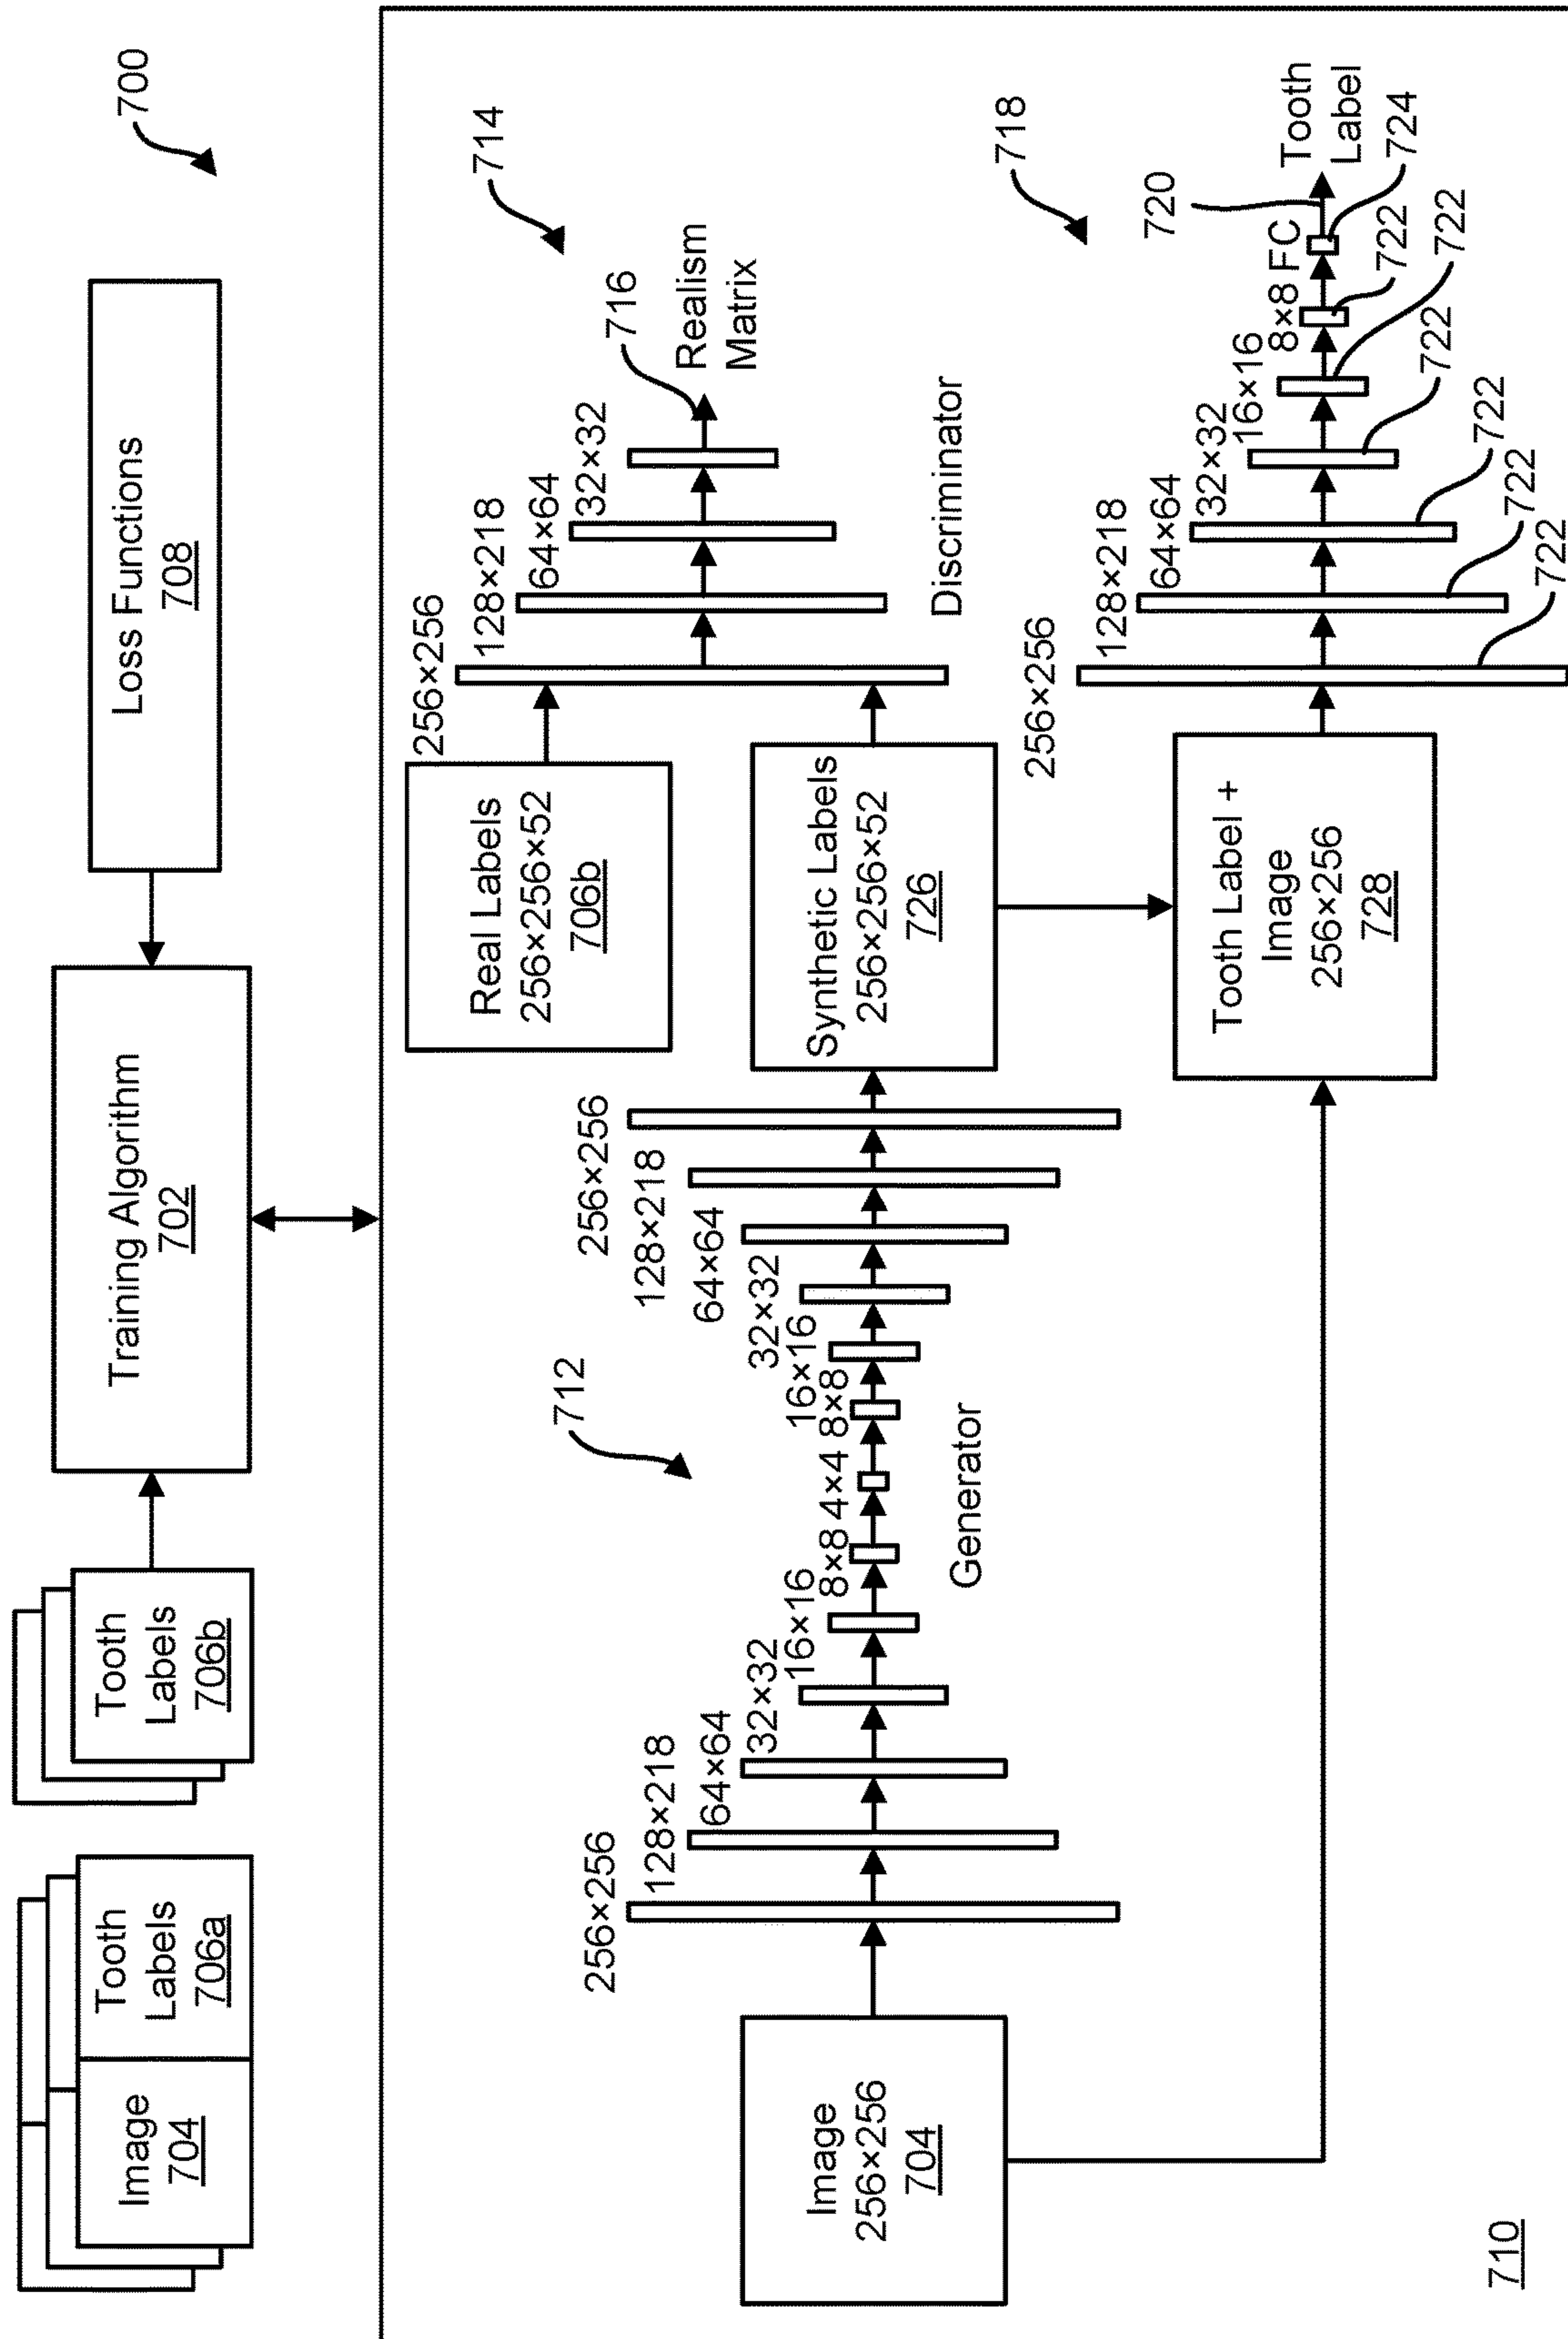 700
Image
704
Tooth
Labels
706a
Tooth
Labels
706b
Training Algorithm
702
Loss Functions
708
710
Image
256×256
704
712
256×256
128×218
64×64
32×32
16×16
8×8
4×4
8×8
16×16
32×32
64×64
128×218
256×256
Generator
Real Labels
256×256×52
706b
Synthetic Labels
256×256×52
726
Tooth Label +
Image
256×256
728
714
256×256
128×218
64×64
32×32
716
Realism
Matrix
Discriminator
718
256×256
128×218
64×64
32×32
16×16
8×8
FC
720
Tooth
Label
724
722
722
722
722
722
722